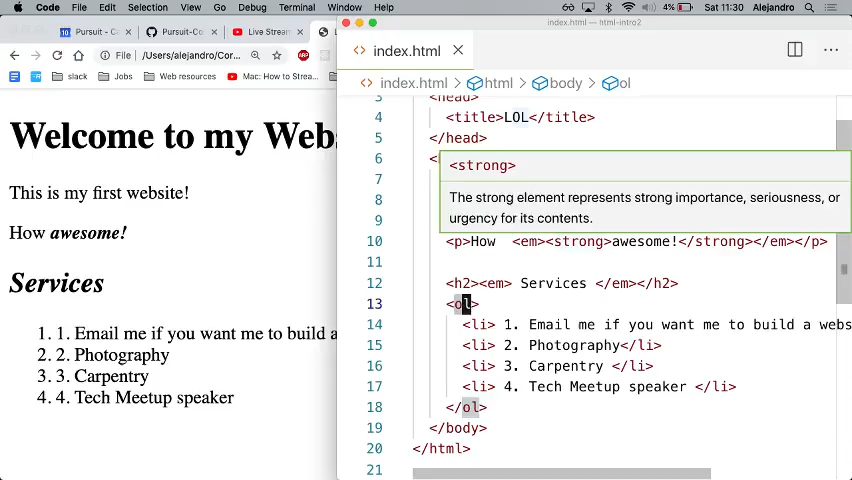 Code File Edit Selection View Go Debug Terminal Window Help 4% Sat 11:30 Alejandro
index.html — html-intro2
Pursuit - C
Pursuit-Co
Live Stream
File /Users/alejandro/Cor
slack Jobs Web resources Mac: How to Strea
index.html
index.html html body ol
Welcome to my Webs
This is my first website!
How awesome!
Services
1. 1. Email me if you want me to build a
2. 2. Photography
3. 3. Carpentry
4. 4. Tech Meetup speaker
3 <head>
4 <title>LOL</title>
5 </head>
6
<strong>
7
The strong element represents strong importance, seriousness, or
8
urgency for its contents.
9
10 <p>How <em><strong>awesome!</strong></em></p>
11
12 <h2><em> Services </em></h2>
13 <ol>
14 <li> 1. Email me if you want me to build a webs
15 <li> 2. Photography</li>
16 <li> 3. Carpentry </li>
17 <li> 4. Tech Meetup speaker </li>
18 </ol>
19 </body>
20 </html>
21